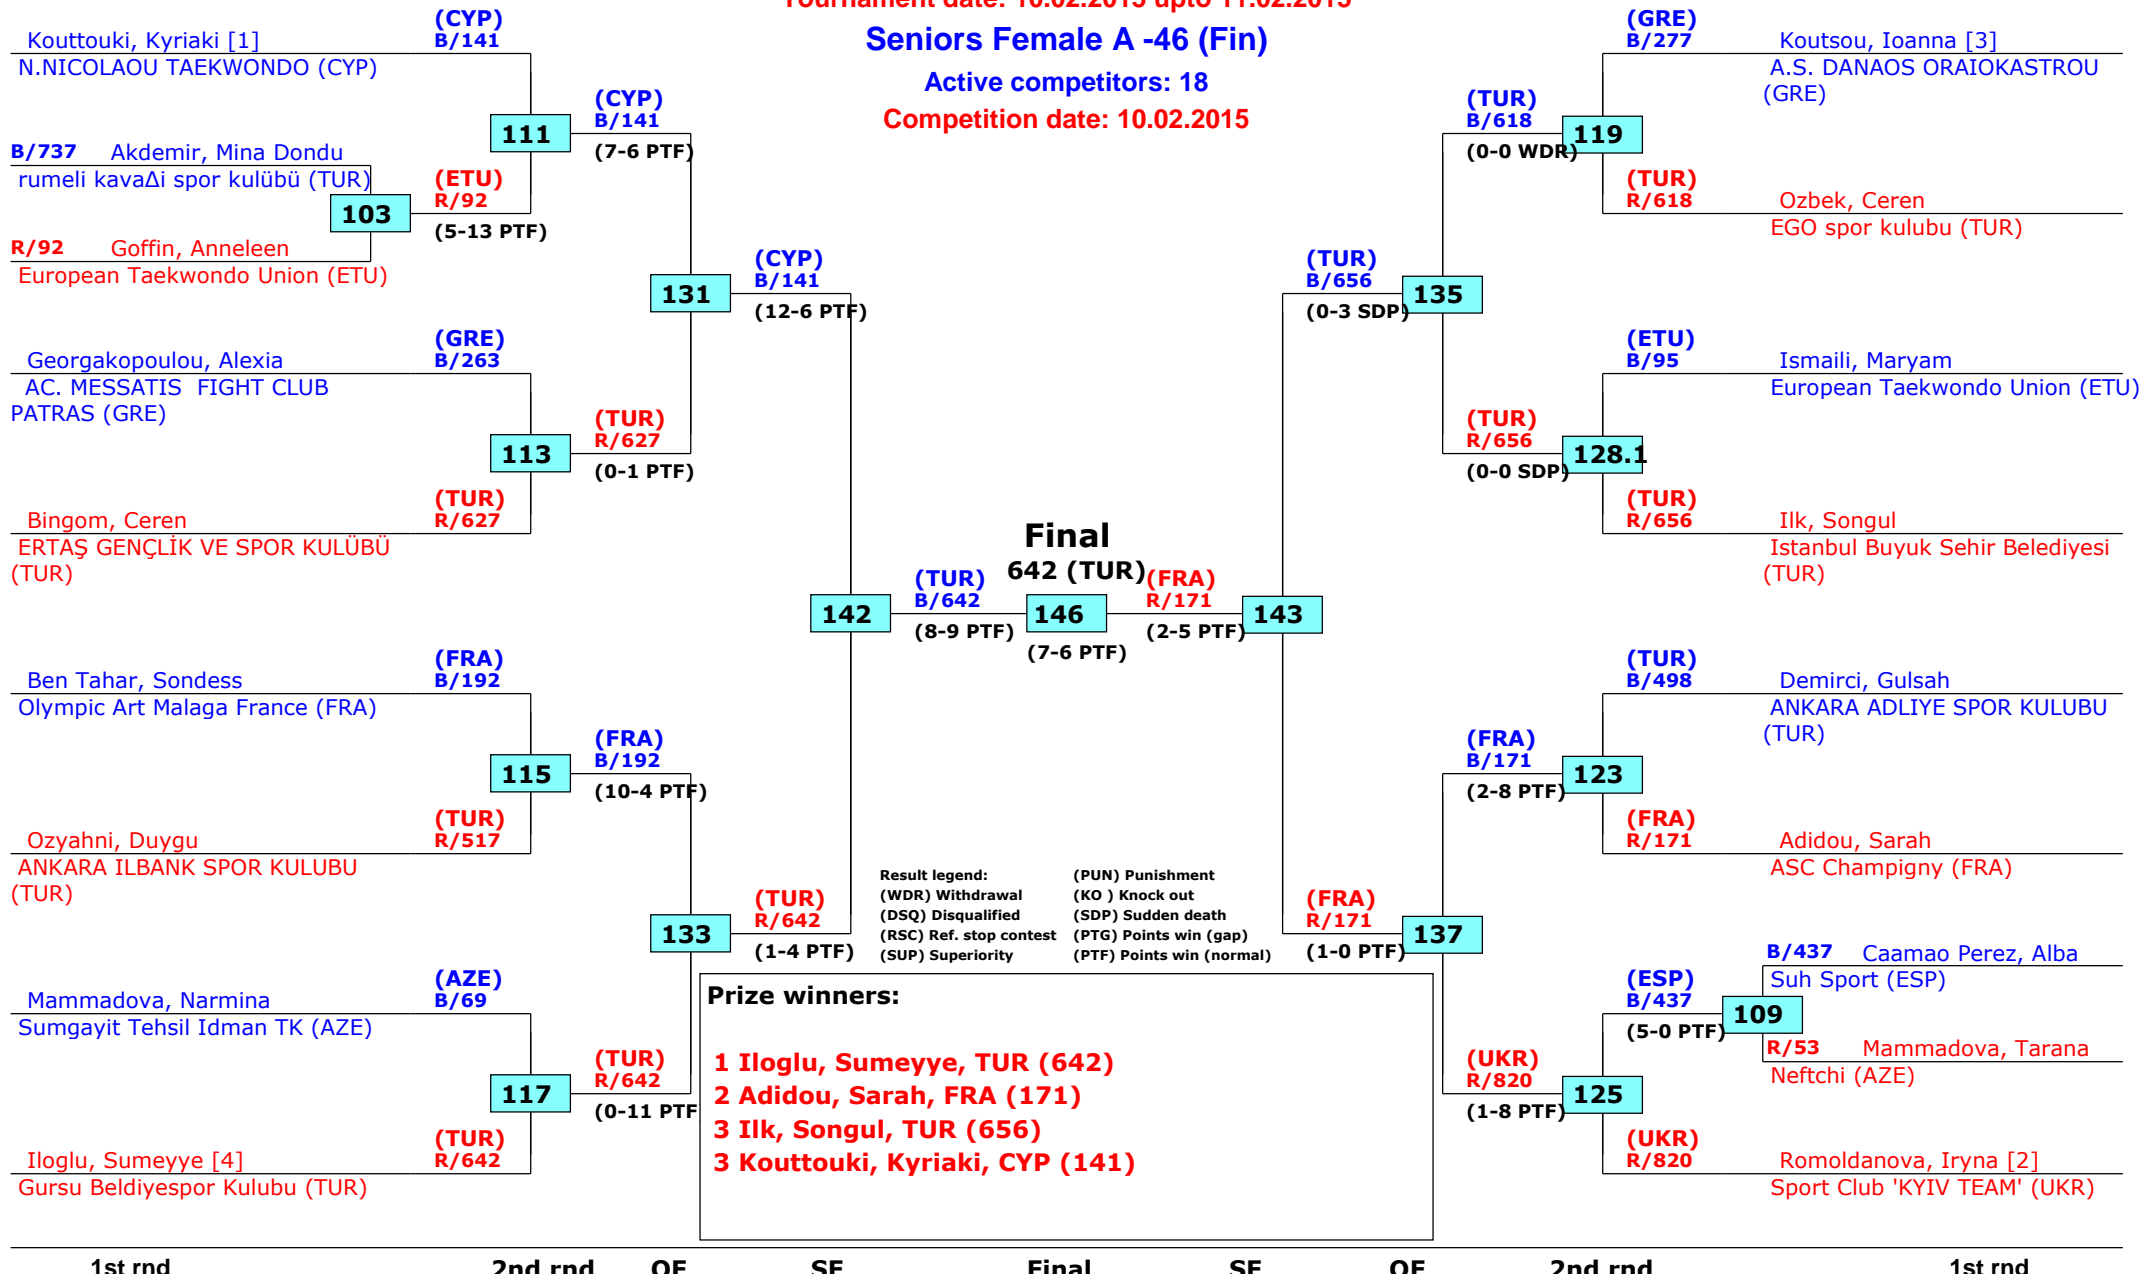 Tournament date: 10.02.2015 upto 11.02.2015
Seniors Female A -46 (Fin)
Active competitors: 18
Competition date: 10.02.2015
Kouttouki, Kyriaki [1]
N.NICOLAOU TAEKWONDO (CYP)
(CYP)
B/141
B/737 Akdemir, Mina Dondu
rumeli kava∆i spor kulübü (TUR)
103
R/92 Goffin, Anneleen
European Taekwondo Union (ETU)
(ETU)
R/92
(5-13 PTF)
111
(CYP)
B/141
(7-6 PTF)
Georgakopoulou, Alexia
AC. MESSATIS FIGHT CLUB
PATRAS (GRE)
(GRE)
B/263
113
Bingom, Ceren
ERTAŞ GENÇLİK VE SPOR KULÜBÜ
(TUR)
(TUR)
R/627
(TUR)
R/627
(0-1 PTF)
131
(CYP)
B/141
(12-6 PTF)
Ben Tahar, Sondess
Olympic Art Malaga France (FRA)
(FRA)
B/192
115
Ozyahni, Duygu
ANKARA ILBANK SPOR KULUBU
(TUR)
(TUR)
R/517
(FRA)
B/192
(10-4 PTF)
133
(TUR)
R/642
(1-4 PTF)
Mammadova, Narmina
Sumgayit Tehsil Idman TK (AZE)
(AZE)
B/69
117
Iloglu, Sumeyye [4]
Gursu Beldiyespor Kulubu (TUR)
(TUR)
R/642
(TUR)
R/642
(0-11 PTF
142
(TUR)
B/642
(8-9 PTF)
Final
642 (TUR)
146
(7-6 PTF)
(FRA)
R/171
(2-5 PTF)
143
(GRE)
B/277
Koutsou, Ioanna [3]
A.S. DANAOS ORAIOKASTROU
(GRE)
119
(TUR)
B/618
(0-0 WDR)
(TUR)
R/618
Ozbek, Ceren
EGO spor kulubu (TUR)
135
(TUR)
B/656
(0-3 SDP)
(ETU)
B/95
Ismaili, Maryam
European Taekwondo Union (ETU)
128.1
(TUR)
R/656
(0-0 SDP)
(TUR)
R/656
Ilk, Songul
Istanbul Buyuk Sehir Belediyesi
(TUR)
(TUR)
B/498
Demirci, Gulsah
ANKARA ADLIYE SPOR KULUBU
(TUR)
123
(FRA)
B/171
(2-8 PTF)
(FRA)
R/171
Adidou, Sarah
ASC Champigny (FRA)
137
(FRA)
R/171
(1-0 PTF)
B/437 Caamao Perez, Alba
Suh Sport (ESP)
109
R/53 Mammadova, Tarana
Neftchi (AZE)
(ESP)
B/437
(5-0 PTF)
125
(UKR)
R/820
(1-8 PTF)
(UKR)
R/820
Romoldanova, Iryna [2]
Sport Club 'KYIV TEAM' (UKR)
Result legend:
(WDR) Withdrawal
(DSQ) Disqualified
(RSC) Ref. stop contest
(SUP) Superiority
(PUN) Punishment
(KO ) Knock out
(SDP) Sudden death
(PTG) Points win (gap)
(PTF) Points win (normal)
Prize winners:
1 Iloglu, Sumeyye, TUR (642)
2 Adidou, Sarah, FRA (171)
3 Ilk, Songul, TUR (656)
3 Kouttouki, Kyriaki, CYP (141)
1st rnd 2nd rnd QF SF Final SF QF 2nd rnd 1st rnd